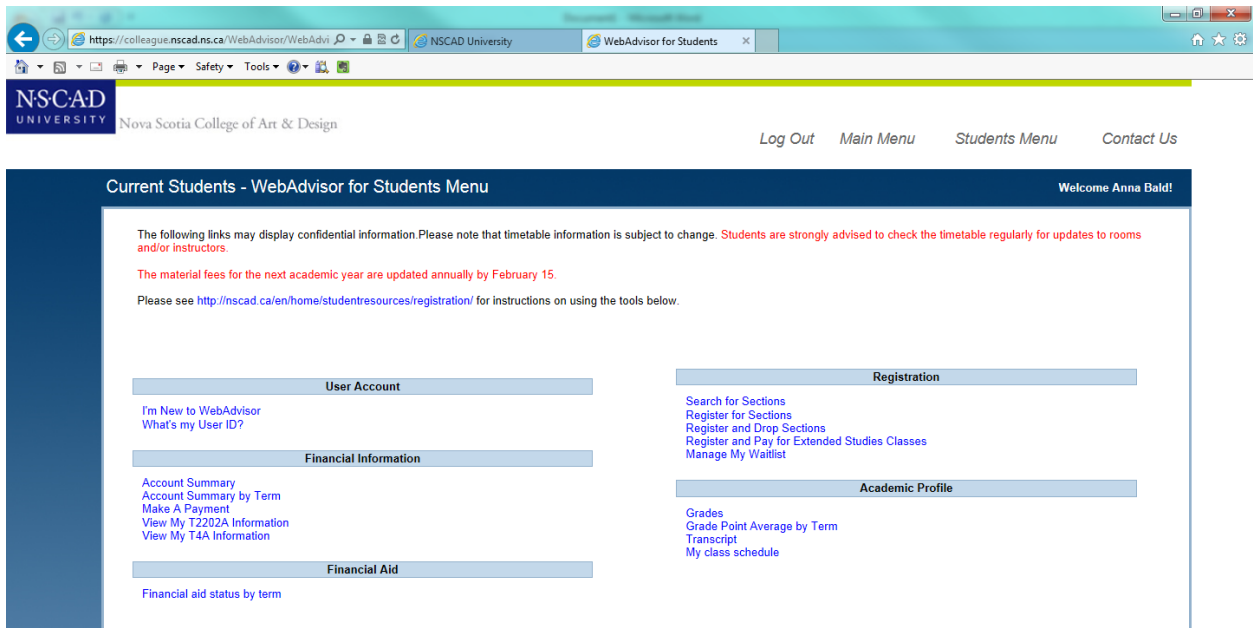 Document1 - Microsoft Word
https://colleague.nscad.ns.ca/WebAdvisor/WebAdvi
NSCAD University
WebAdvisor for Students
Page Safety Tools
N·S·C·A·D
UNIVERSITY
Nova Scotia College of Art & Design
Log Out Main Menu Students Menu Contact Us
Current Students - WebAdvisor for Students Menu
Welcome Anna Bald!
The following links may display confidential information.Please note that timetable information is subject to change. Students are strongly advised to check the timetable regularly for updates to rooms
and/or instructors.
The material fees for the next academic year are updated annually by February 15.
Please see http://nscad.ca/en/home/studentresources/registration/ for instructions on using the tools below.
User Account
I'm New to WebAdvisor
What's my User ID?
Financial Information
Account Summary
Account Summary by Term
Make A Payment
View My T2202A Information
View My T4A Information
Financial Aid
Financial aid status by term
Registration
Search for Sections
Register for Sections
Register and Drop Sections
Register and Pay for Extended Studies Classes
Manage My Waitlist
Academic Profile
Grades
Grade Point Average by Term
Transcript
My class schedule